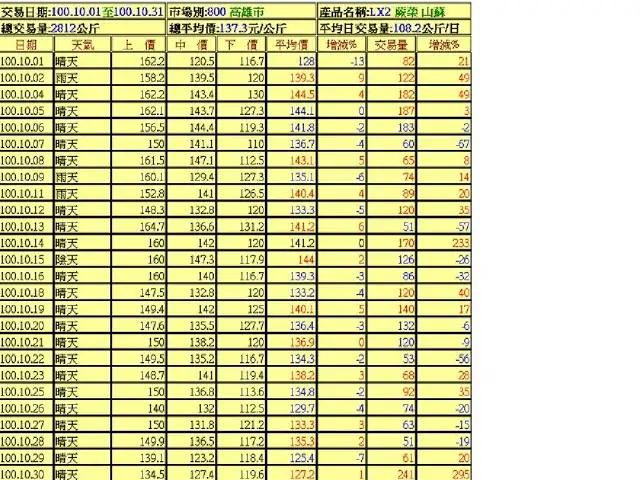 交易日期:100.10.01至100.10.31 市場別:800 高雄市 產品名稱:LX2 蕨菜 山蘇
總交易量:2812公斤 總平均價:137.3元/公斤 平均日交易量:108.2公斤/日
日期 天氣 上 價 中 價 下 價 平均價 增減% 交易量 增減%
100.10.01 晴天 162.2 120.5 116.7 128 -13 82 21
100.10.02 雨天 158.2 139.5 120 139.3 9 122 49
100.10.04 晴天 162.2 143.4 130 144.5 4 182 49
100.10.05 晴天 162.1 143.7 127.3 144.1 0 187 3
100.10.06 晴天 156.5 144.4 119.3 141.8 -2 183 -2
100.10.07 晴天 150 141.1 110 136.7 -4 60 -67
100.10.08 晴天 161.5 147.1 112.5 143.1 5 65 8
100.10.09 雨天 160.1 129.4 127.3 135.1 -6 74 14
100.10.11 雨天 152.8 141 126.5 140.4 4 89 20
100.10.12 晴天 148.3 132.8 120 133.3 -5 120 35
100.10.13 晴天 164.7 136.6 131.2 141.2 6 51 -57
100.10.14 晴天 160 142 120 141.2 0 170 233
100.10.15 陰天 160 147.3 117.9 144 2 126 -26
100.10.16 晴天 160 140 116.7 139.3 -3 86 -32
100.10.18 晴天 147.5 132.8 120 133.2 -4 120 40
100.10.19 晴天 149.4 142 125 140.1 5 140 17
100.10.20 晴天 147.6 135.5 127.7 136.4 -3 132 -6
100.10.21 晴天 150 138.2 120 136.9 0 120 -9
100.10.22 晴天 149.5 135.2 116.7 134.3 -2 53 -56
100.10.23 晴天 148.7 141 119.4 138.2 3 68 28
100.10.25 晴天 150 136.8 113.6 134.8 -2 92 35
100.10.26 晴天 140 132 112.5 129.7 -4 74 -20
100.10.27 晴天 150 131.8 121.2 133.3 3 63 -15
100.10.28 晴天 149.9 136.5 117.2 135.3 2 51 -19
100.10.29 晴天 139.1 123.2 118.4 125.4 -7 61 20
100.10.30 晴天 134.5 127.4 119.6 127.2 1 241 295